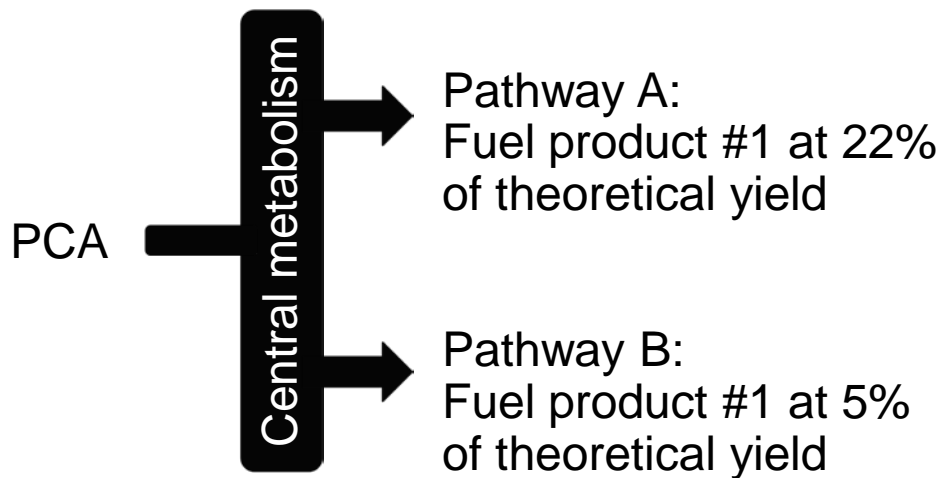 PCA
Central metabolism
Pathway A:
Fuel product #1 at 22%
of theoretical yield
Pathway B:
Fuel product #1 at 5%
of theoretical yield